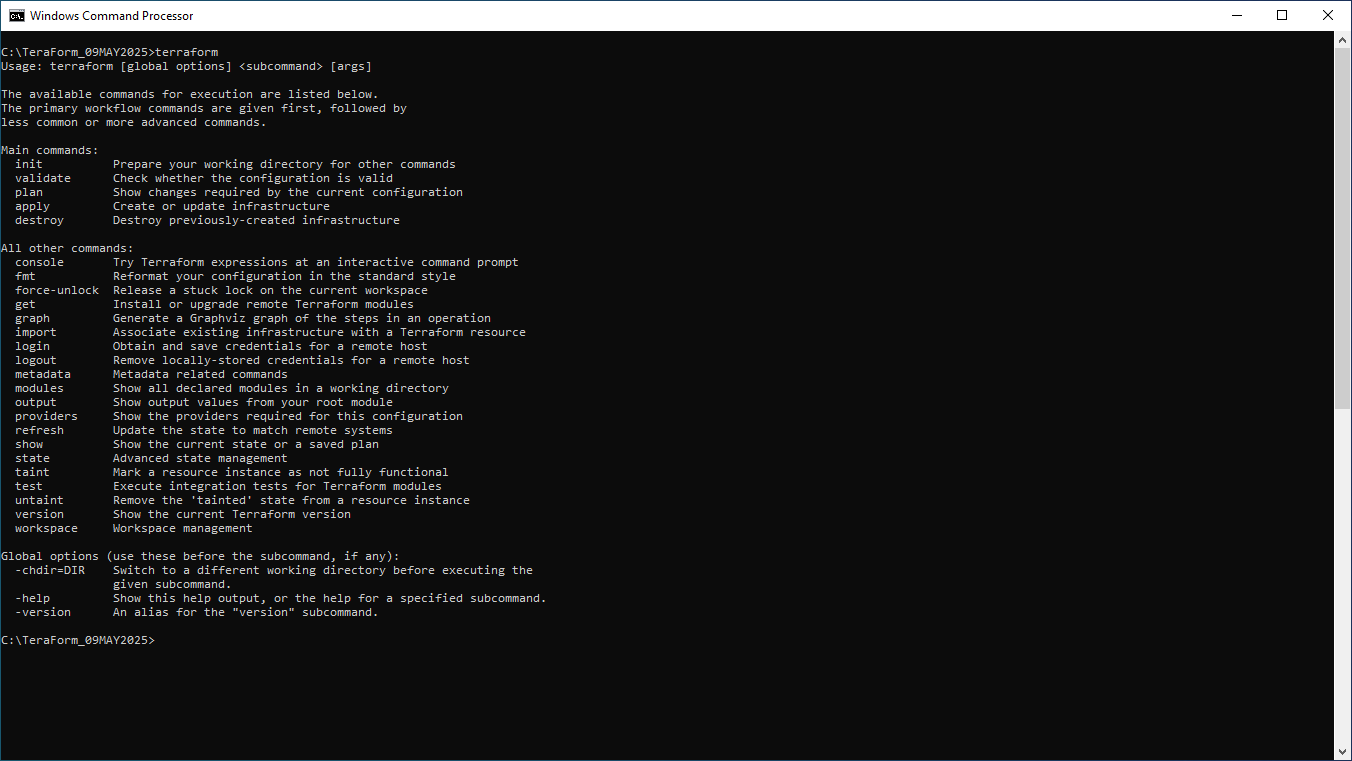 Windows Command Processor
C:\TeraForm_09MAY2025>terraform
Usage: terraform [global options] <subcommand> [args]
The available commands for execution are listed below.
The primary workflow commands are given first, followed by
less common or more advanced commands.
Main commands:
  init          Prepare your working directory for other commands
  validate      Check whether the configuration is valid
  plan          Show changes required by the current configuration
  apply         Create or update infrastructure
  destroy       Destroy previously-created infrastructure
All other commands:
  console       Try Terraform expressions at an interactive command prompt
  fmt           Reformat your configuration in the standard style
  force-unlock  Release a stuck lock on the current workspace
  get           Install or upgrade remote Terraform modules
  graph         Generate a Graphviz graph of the steps in an operation
  import        Associate existing infrastructure with a Terraform resource
  login         Obtain and save credentials for a remote host
  logout        Remove locally-stored credentials for a remote host
  metadata      Metadata related commands
  modules       Show all declared modules in a working directory
  output        Show output values from your root module
  providers     Show the providers required for this configuration
  refresh       Update the state to match remote systems
  show          Show the current state or a saved plan
  state         Advanced state management
  taint         Mark a resource instance as not fully functional
  test          Execute integration tests for Terraform modules
  untaint       Remove the 'tainted' state from a resource instance
  version       Show the current Terraform version
  workspace     Workspace management
Global options (use these before the subcommand, if any):
  -chdir=DIR    Switch to a different working directory before executing the
                given subcommand.
  -help         Show this help output, or the help for a specified subcommand.
  -version      An alias for the "version" subcommand.
C:\TeraForm_09MAY2025>